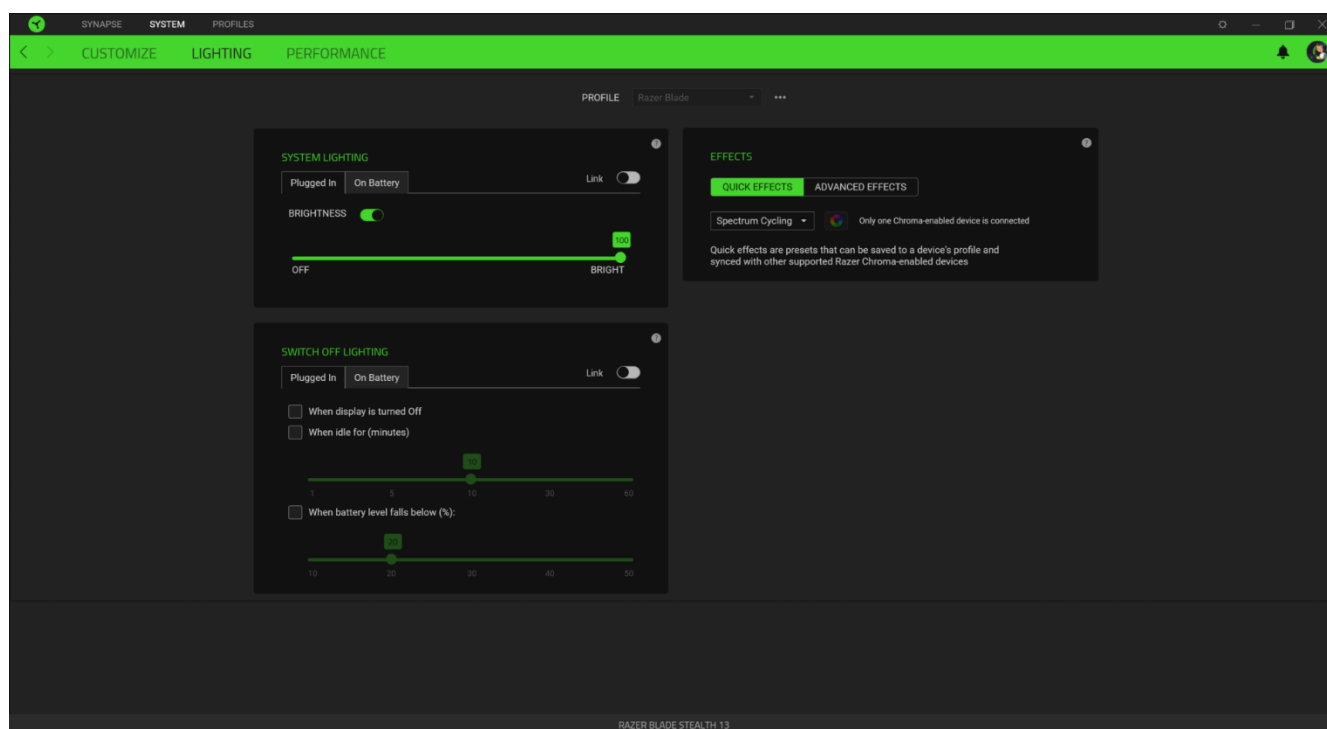 SYNAPSE SYSTEM PROFILES
CUSTOMIZE LIGHTING PERFORMANCE
PROFILE Razer Blade
SYSTEM LIGHTING
Plugged In On Battery Link
BRIGHTNESS
100
OFF BRIGHT
EFFECTS
QUICK EFFECTS ADVANCED EFFECTS
Spectrum Cycling Only one Chroma-enabled device is connected
Quick effects are presets that can be saved to a device's profile and
synced with other supported Razer Chroma-enabled devices
SWITCH OFF LIGHTING
Plugged In On Battery Link
When display is turned Off
When idle for (minutes)
10
1 5 10 30 60
When battery level falls below (%):
20
10 20 30 40 50
RAZER BLADE STEALTH 13